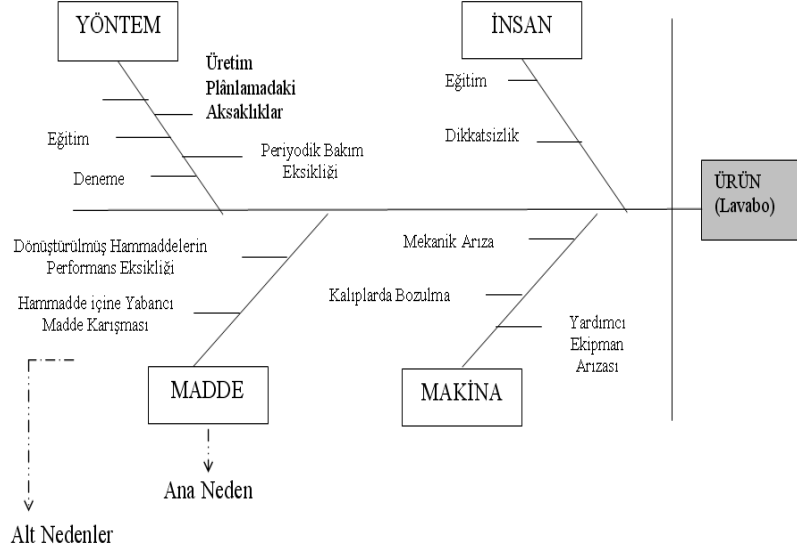 YÖNTEM
İNSAN
Üretim
Plânlamadaki
Aksaklıklar
Eğitim
Eğitim
Dikkatsizlik
Periyodik Bakım
Eksikliği
Deneme
ÜRÜN
(Lavabo)
Dönüştürülmüş Hammaddelerin
Performans Eksikliği
Mekanik Arıza
Hammadde içine Yabancı
Madde Karışması
Kalıplarda Bozulma
Yardımcı
Ekipman
Arızası
MADDE
MAKİNA
Ana Neden
Alt Nedenler